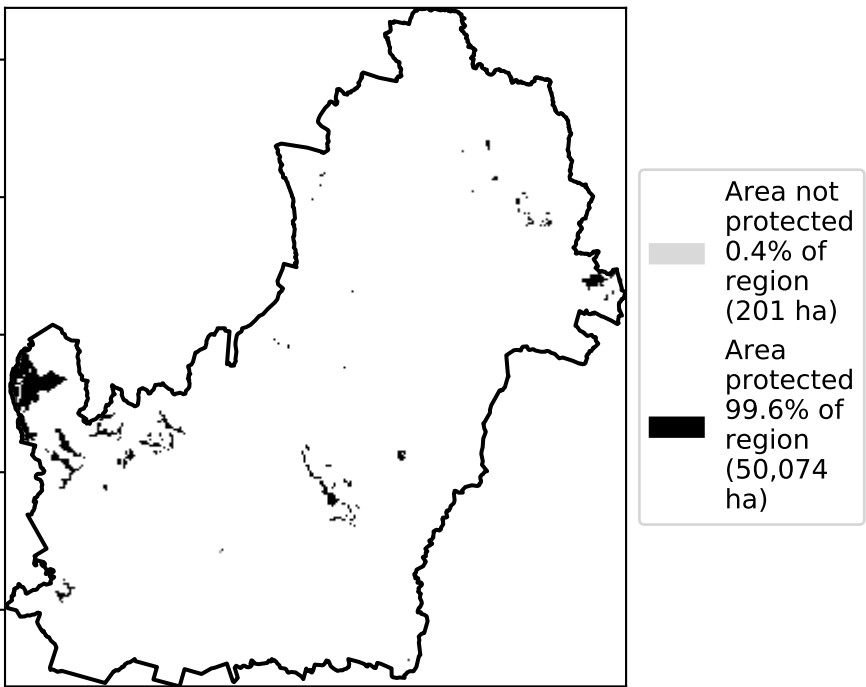 Area not
protected
0.4% of
region
(201 ha)
Area
protected
99.6% of
region
(50,074
ha)